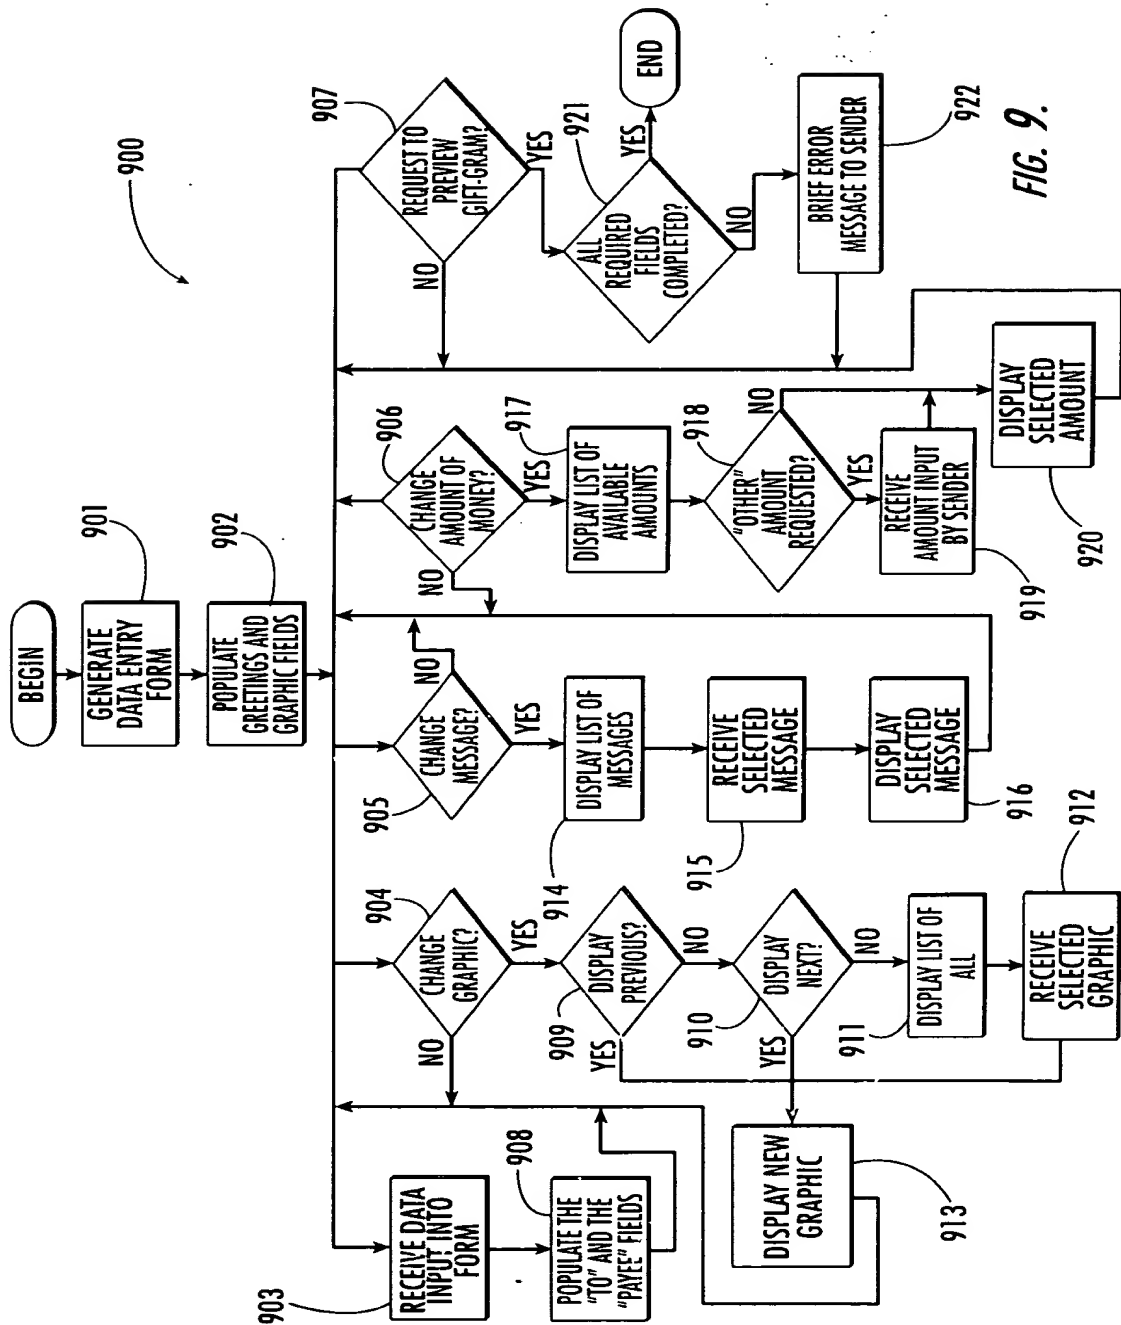 900
BEGIN
GENERATE
DATA ENTRY
FORM
901
POPULATE
GREETINGS AND
GRAPHIC FIELDS
902
903
RECEIVE DATA
INPUT INTO
FORM
908
POPULATE THE
"TO" AND THE
"PAYEE" FIELDS
904
CHANGE
GRAPHIC?
NO
YES
909
DISPLAY
PREVIOUS?
YES
NO
910
DISPLAY
NEXT?
YES
NO
911
DISPLAY LIST OF
ALL
912
RECEIVE
SELECTED
GRAPHIC
DISPLAY NEW
GRAPHIC
913
905
CHANGE
MESSAGE?
NO
YES
914
DISPLAY LIST OF
MESSAGES
915
RECEIVE
SELECTED
MESSAGE
DISPLAY
SELECTED
MESSAGE
916
906
CHANGE
AMOUNT OF
MONEY?
NO
YES
917
DISPLAY LIST OF
AVAILABLE
AMOUNTS
918
"OTHER"
AMOUNT
REQUESTED?
NO
YES
RECEIVE
AMOUNT INPUT
BY SENDER
919
DISPLAY
SELECTED
AMOUNT
920
907
REQUEST TO
PREVIEW
GIFT-GRAM?
NO
YES
921
ALL
REQUIRED
FIELDS
COMPLETED?
YES
END
NO
BRIEF ERROR
MESSAGE TO SENDER
922
FIG. 9.